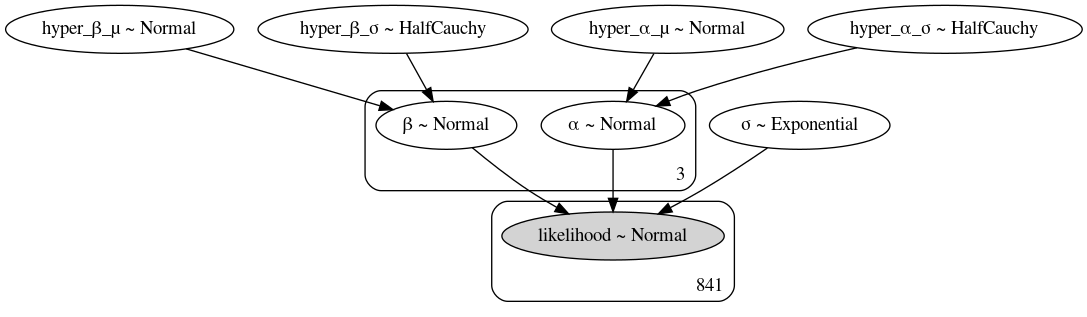 hyper_β_μ ~ Normal
hyper_β_σ ~ HalfCauchy
hyper_α_μ ~ Normal
hyper_α_σ ~ HalfCauchy
β ~ Normal
α ~ Normal
σ ~ Exponential
3
likelihood ~ Normal
841